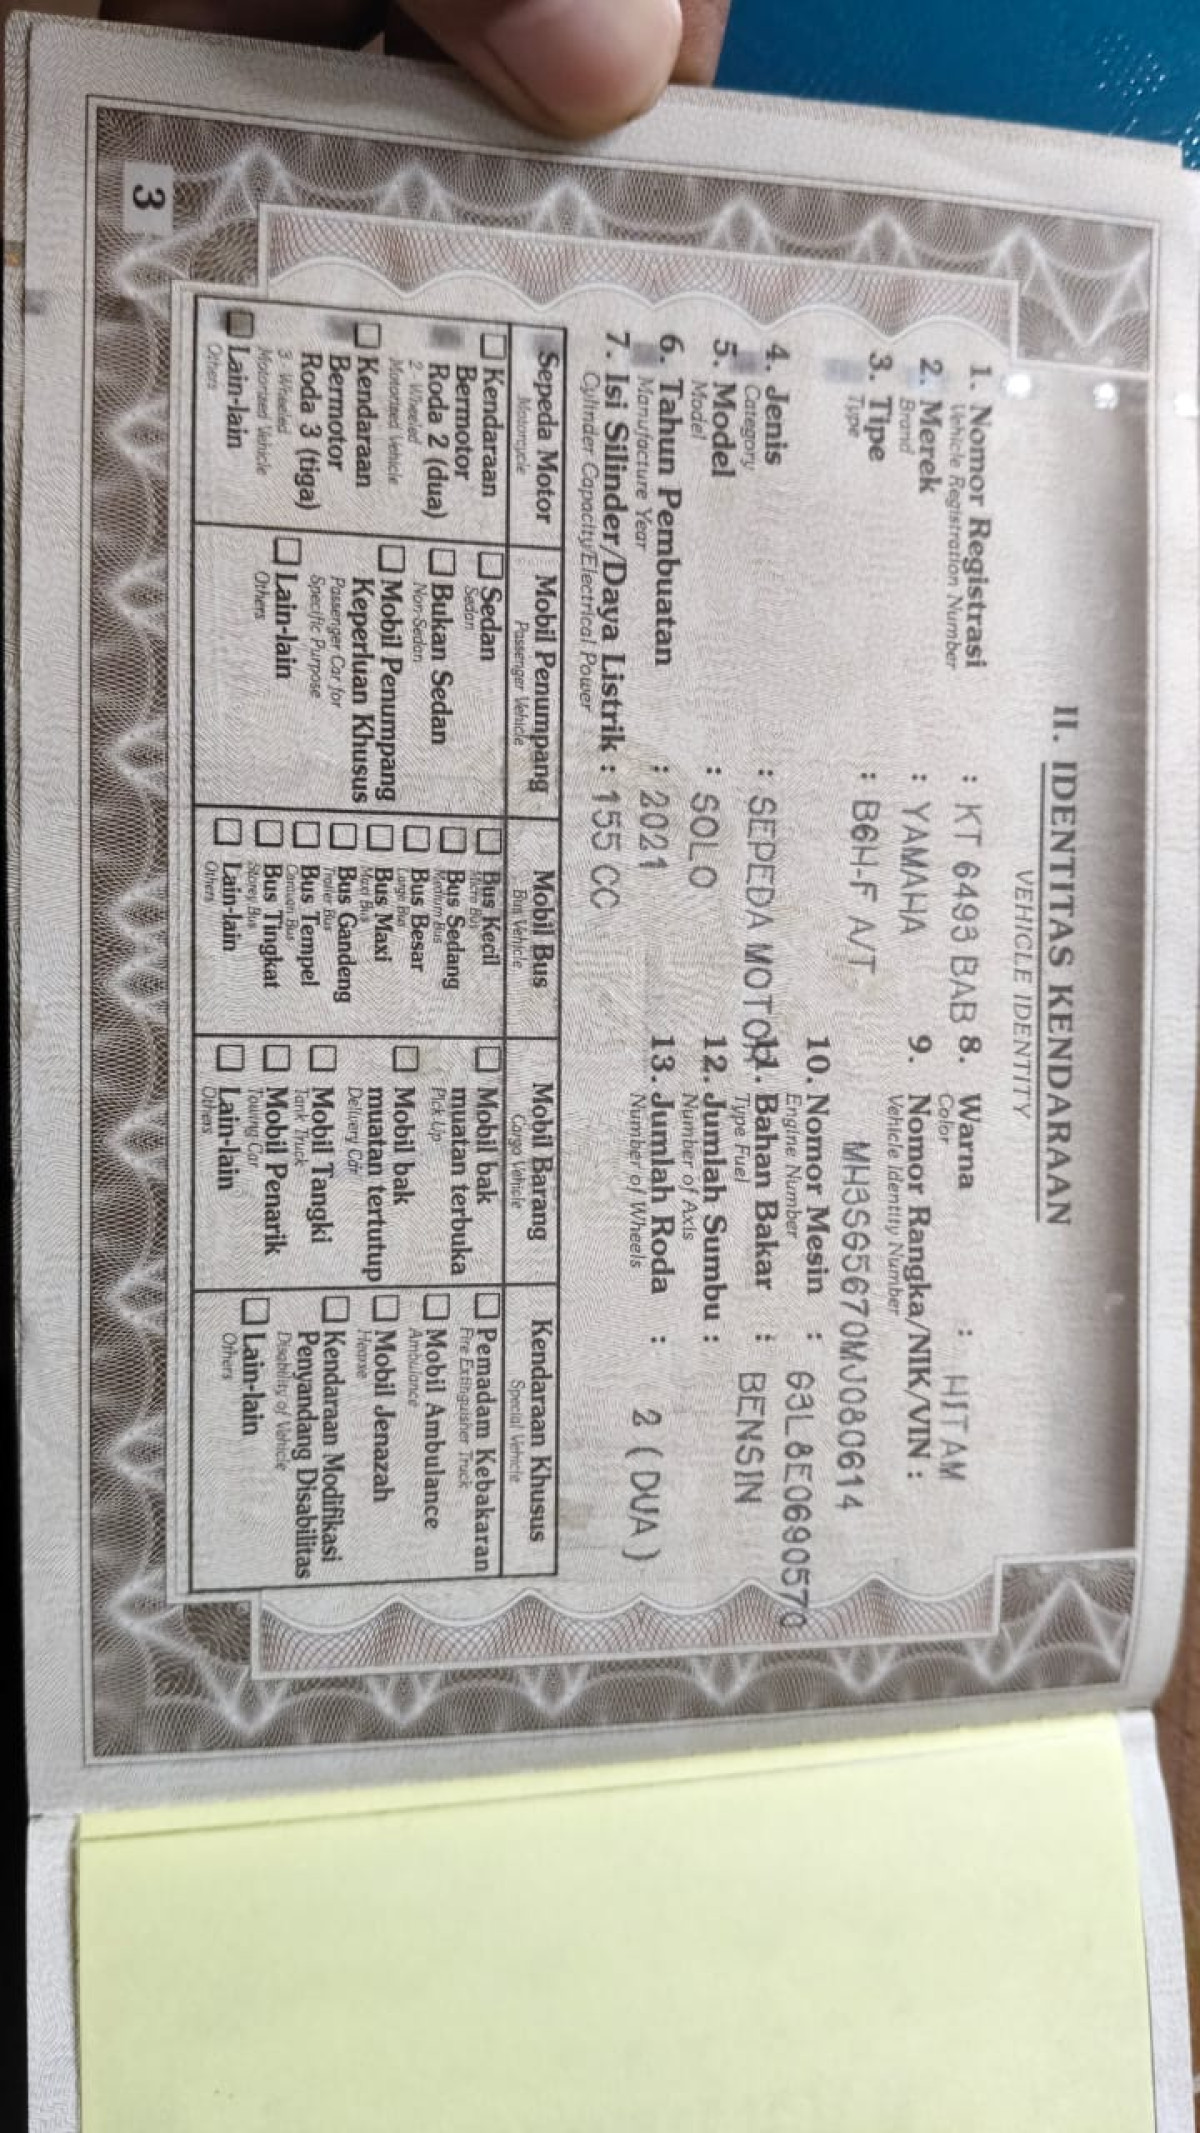 II. IDENTITAS KENDARAAN
VEHICLE IDENTITY
1. Nomor Registrasi : KT 6493 BAB
Vehicle Registration Number
2. Merek : YAMAHA
Brand
3. Tipe : B6H-F A/T
Type
4. Jenis : SEPEDA MOTOR
Category
5. Model : SOLO
Model
6. Tahun Pembuatan : 2021
Manufacture Year
7. Isi Silinder/Daya Listrik : 155 CC
Cylinder Capacity/Electrical Power
8. Warna : HITAM
Color
9. Nomor Rangka/NIK/VIN :
Vehicle Identity Number
MH3SG5670MJ080614
10. Nomor Mesin : G3L8E0690570
Engine Number
11. Bahan Bakar : BENSIN
Type Fuel
12. Jumlah Sumbu :
Number of Axls
13. Jumlah Roda : 2 ( DUA )
Number of Wheels
Sepeda Motor
Motorcycle
Kendaraan
Bermotor
Roda 2 (dua)
2 Wheeled
Motorized Vehicle
Kendaraan
Bermotor
Roda 3 (tiga)
3 Wheeled
Motorized Vehicle
Lain-lain
Others
Mobil Penumpang
Passenger Vehicle
Sedan
Sedan
Bukan Sedan
Non-Sedan
Mobil Penumpang
Keperluan Khusus
Passenger Car for
Specific Purpose
Lain-lain
Others
Mobil Bus
Bus Vehicle
Bus Kecil
Micro Bus
Bus Sedang
Medium Bus
Bus Besar
Large Bus
Bus Maxi
Maxi Bus
Bus Gandeng
Trailer Bus
Bus Tempel
Bus
Bus Tingkat
Storey Bus
Lain-lain
Others
Mobil Barang
Cargo Vehicle
Mobil bak
muatan terbuka
Pick Up
Mobil bak
muatan tertutup
Delivery Car
Mobil Tangki
Tank Truck
Mobil Penarik
Towing Car
Lain-lain
Others
Kendaraan Khusus
Special Vehicle
Pemadam Kebakaran
Fire Extinguisher Truck
Mobil Ambulance
Ambulance
Mobil Jenazah
Hearse
Kendaraan Modifikasi
Penyandang Disabilitas
Disability of Vehicle
Lain-lain
Others
3